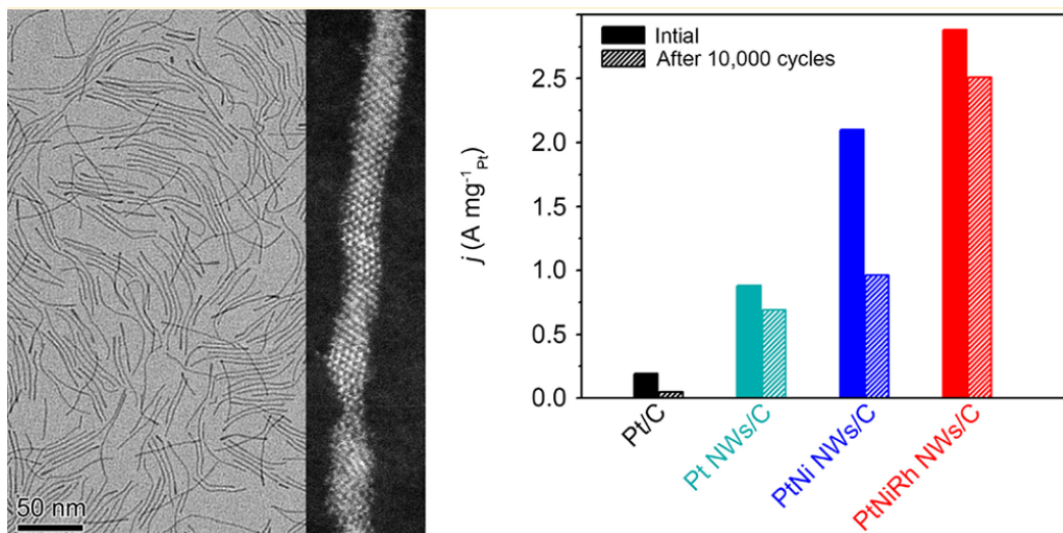 50 nm
j (A mg⁻¹Pt)
Intial
After 10,000 cycles
2.5
2.0
1.5
1.0
0.5
0.0
Pt/C
Pt NWs/C
PtNi NWs/C
PtNiRh NWs/C